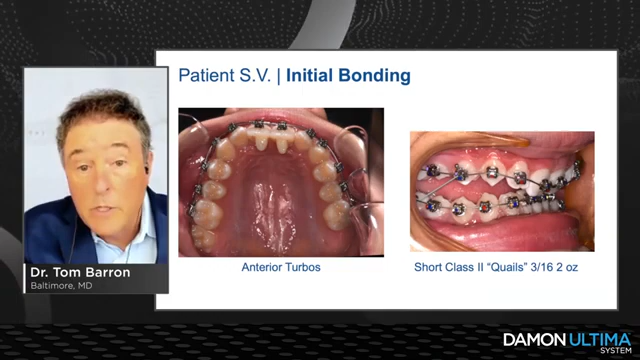 Patient S.V. | Initial Bonding
Anterior Turbos
Short Class II “Quails” 3/16 2 oz
Dr. Tom Barron
Baltimore, MD
DAMON ULTIMA
SYSTEM